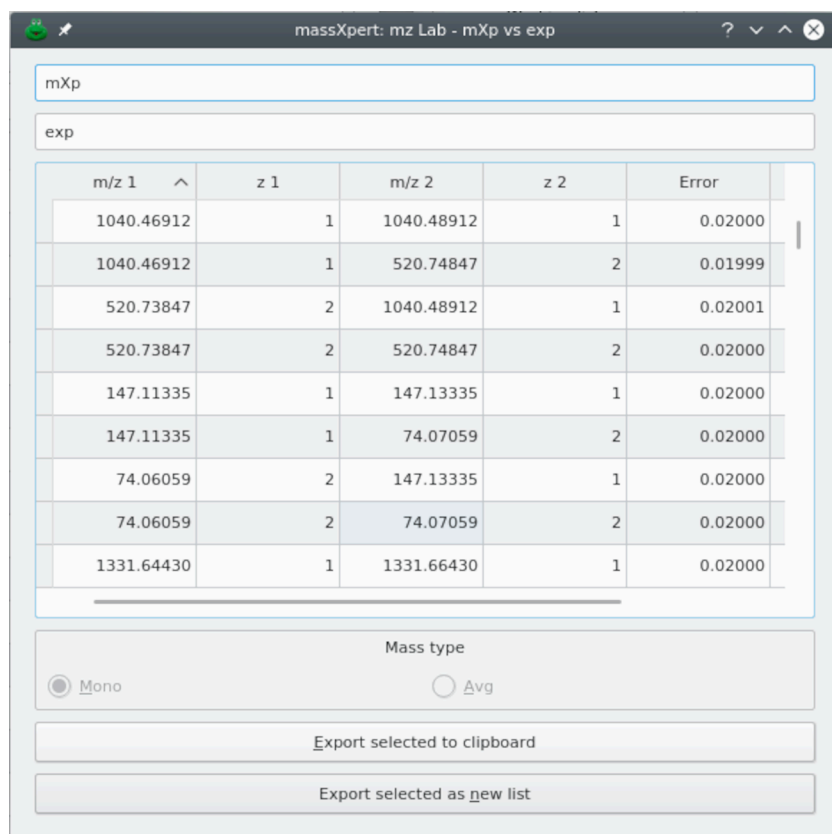 massXpert: mz Lab - mXp vs exp
mXp
exp
m/z 1 z 1 m/z 2 z 2 Error
1040.46912 1 1040.48912 1 0.02000
1040.46912 1 520.74847 2 0.01999
520.73847 2 1040.48912 1 0.02001
520.73847 2 520.74847 2 0.02000
147.11335 1 147.13335 1 0.02000
147.11335 1 74.07059 2 0.02000
74.06059 2 147.13335 1 0.02000
74.06059 2 74.07059 2 0.02000
1331.64430 1 1331.66430 1 0.02000
Mass type
Mono Avg
Export selected to clipboard
Export selected as new list